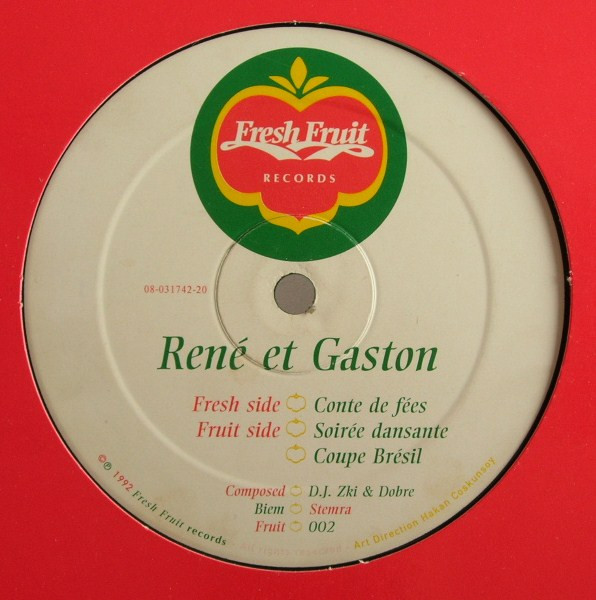 Fresh Fruit
RECORDS
08-031742-20
René et Gaston
Fresh side Conte de fées
Fruit side Soirée dansante
Coupe Brésil
Composed D.J. Zki & Dobre
Biem Stemra
Fruit 002
©℗ 1992 Fresh Fruit records
Art Direction Hakan Coskunsoy